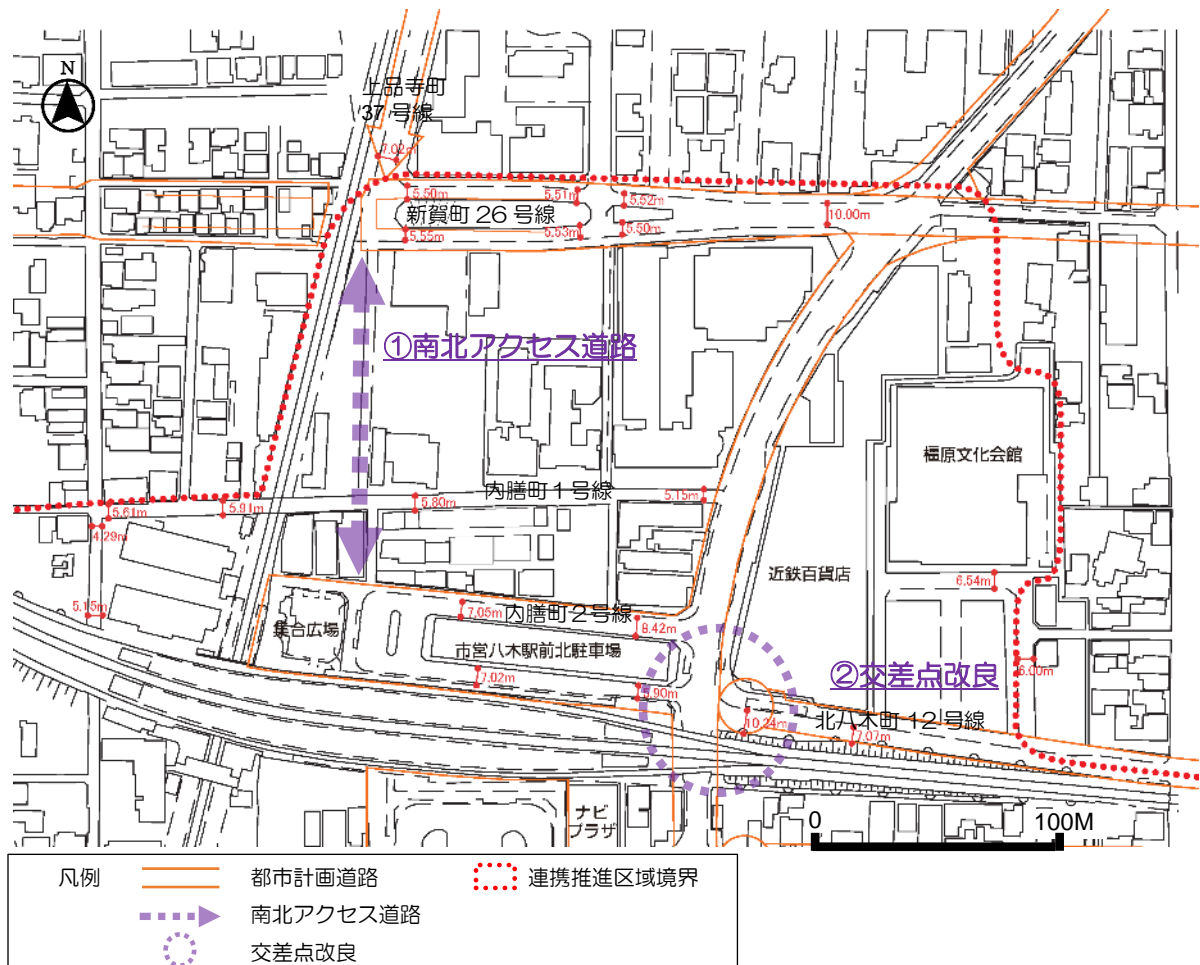 N
上品寺町
37号線
7.02m
5.50m
5.51m
5.52m
新賀町26号線
10.00m
5.55m
5.53m
5.50m
①南北アクセス道路
橿原文化会館
内膳町1号線
5.15m
5.80m
5.61m
5.91m
4.29m
近鉄百貨店
6.54m
5.15m
7.05m
内膳町2号線
8.42m
集合広場
市営八木駅前北駐車場
②交差点改良
6.00m
7.02m
5.90m
10.24m
北八木町12号線
7.07m
ナビ
プラザ
0
100M
凡例
都市計画道路
連携推進区域境界
南北アクセス道路
交差点改良